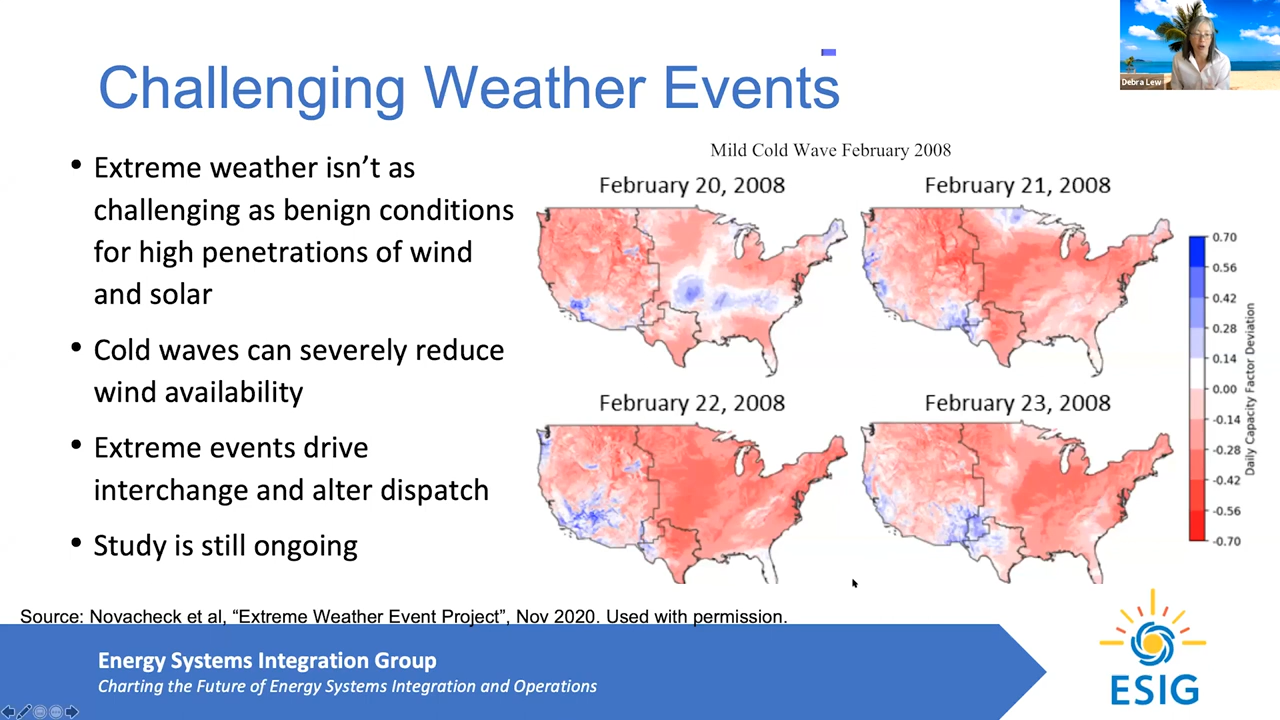 Challenging Weather Events
Debra Lew
• Extreme weather isn’t as
challenging as benign conditions
for high penetrations of wind
and solar
• Cold waves can severely reduce
wind availability
• Extreme events drive
interchange and alter dispatch
• Study is still ongoing
Mild Cold Wave February 2008
February 20, 2008
February 21, 2008
February 22, 2008
February 23, 2008
0.70
0.56
0.42
0.28
0.14
0.00
-0.14
-0.28
-0.42
-0.56
-0.70
Daily Capacity Factor Deviation
Source: Novacheck et al, “Extreme Weather Event Project”, Nov 2020. Used with permission.
Energy Systems Integration Group
Charting the Future of Energy Systems Integration and Operations
ESIG